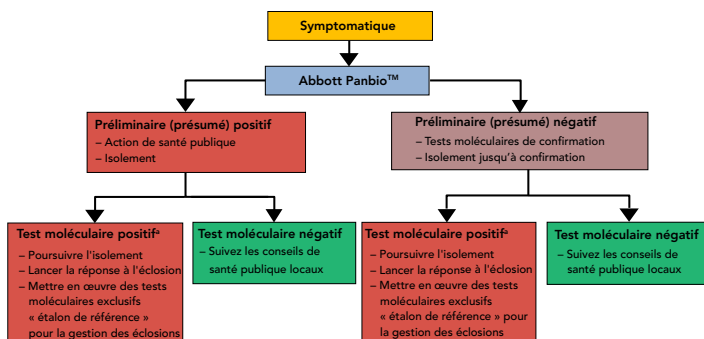 Symptomatique
Abbott Panbio™
Préliminaire (présumé) positif
– Action de santé publique
– Isolement
Préliminaire (présumé) négatif
– Tests moléculaires de confirmation
– Isolement jusqu'à confirmation
Test moléculaire positifª
– Poursuivre l'isolement
– Lancer la réponse à l'éclosion
– Mettre en œuvre des tests
moléculaires exclusifs
« étalon de référence »
pour la gestion des éclosions
Test moléculaire négatif
– Suivez les conseils de
santé publique locaux
Test moléculaire positifª
– Poursuivre l'isolement
– Lancer la réponse à l'éclosion
– Mettre en œuvre des tests
moléculaires exclusifs
« étalon de référence » pour
la gestion des éclosions
Test moléculaire négatif
– Suivez les conseils de
santé publique locaux